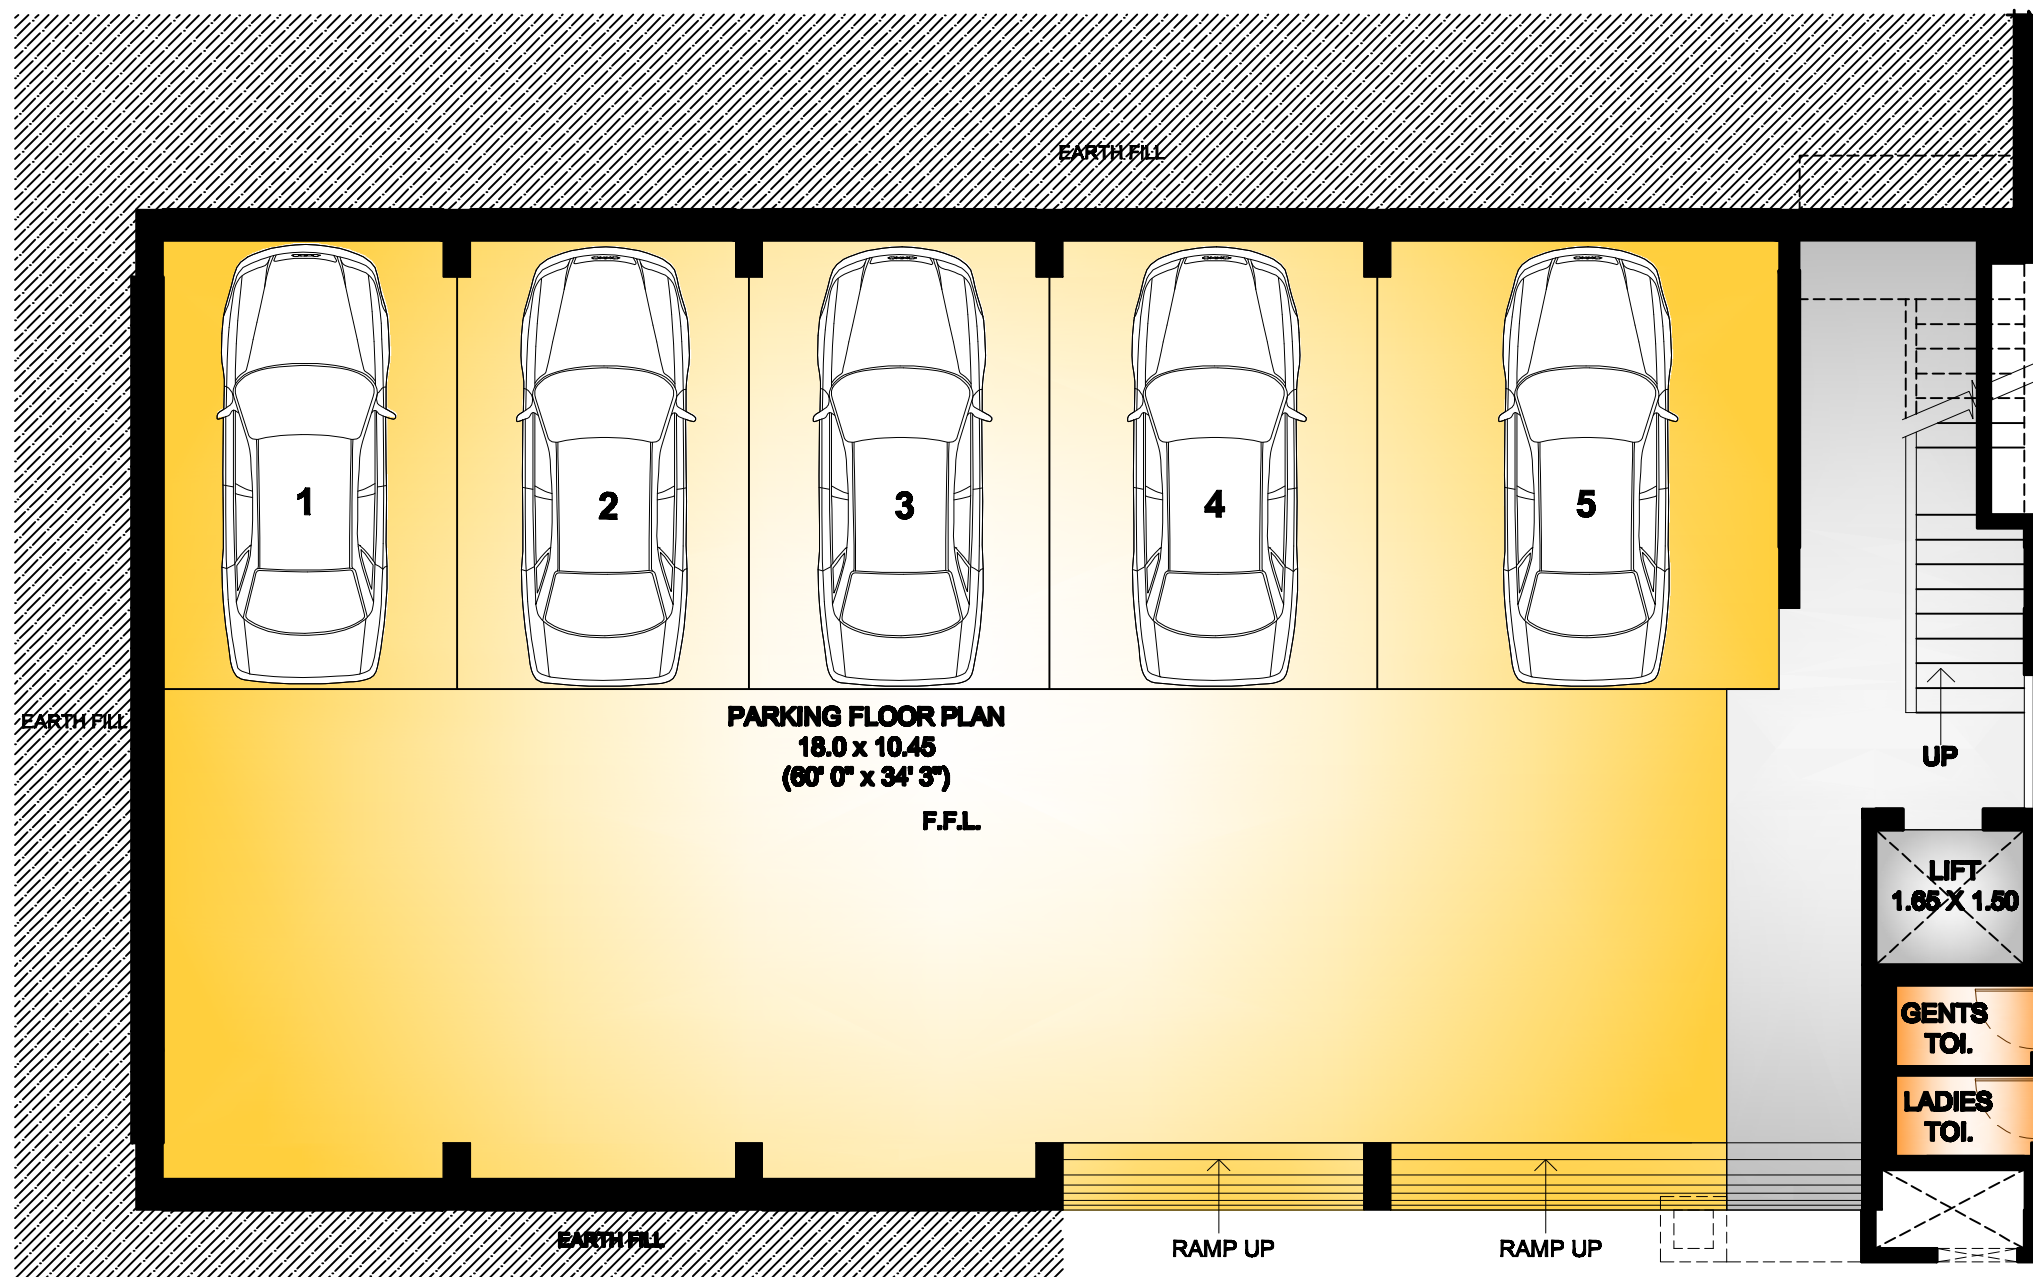 EARTH FILL
1
2
3
4
5
EARTH FILL
PARKING FLOOR PLAN
18.0 x 10.45
(60' 0" x 34' 3")
F.F.L.
UP
LIFT
1.65 X 1.50
GENTS
TOI.
LADIES
TOI.
EARTH FILL
RAMP UP
RAMP UP